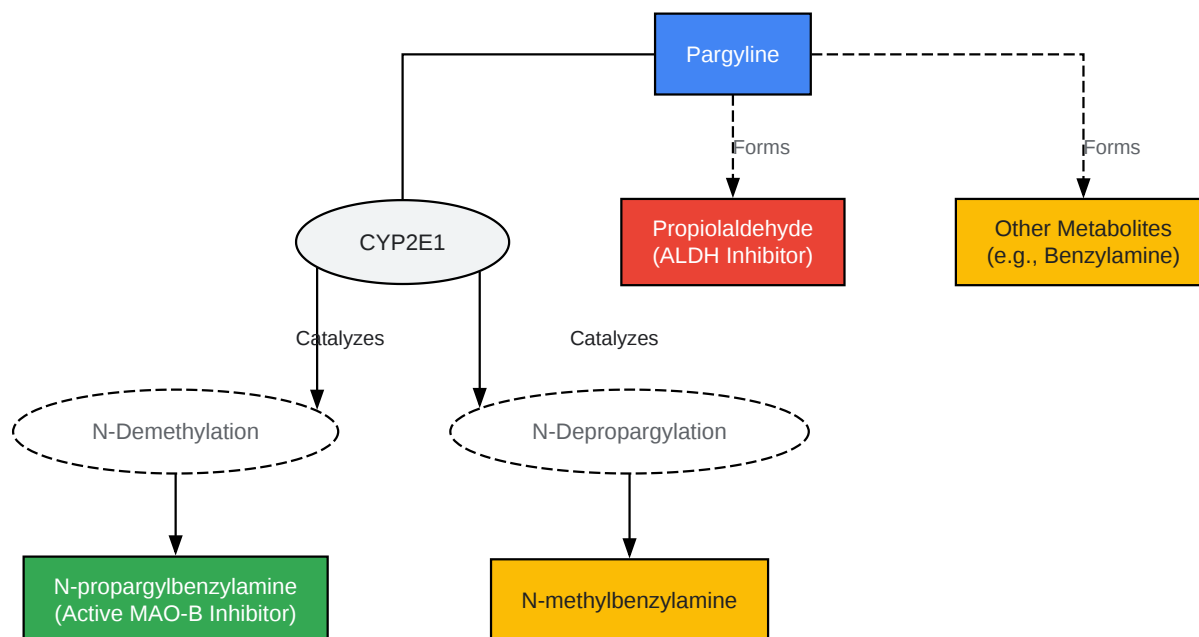 Pargyline
Forms
Forms
CYP2E1
Propiolaldehyde
(ALDH Inhibitor)
Other Metabolites
(e.g., Benzylamine)
Catalyzes
Catalyzes
N-Demethylation
N-Depropargylation
N-propargylbenzylamine
(Active MAO-B Inhibitor)
N-methylbenzylamine